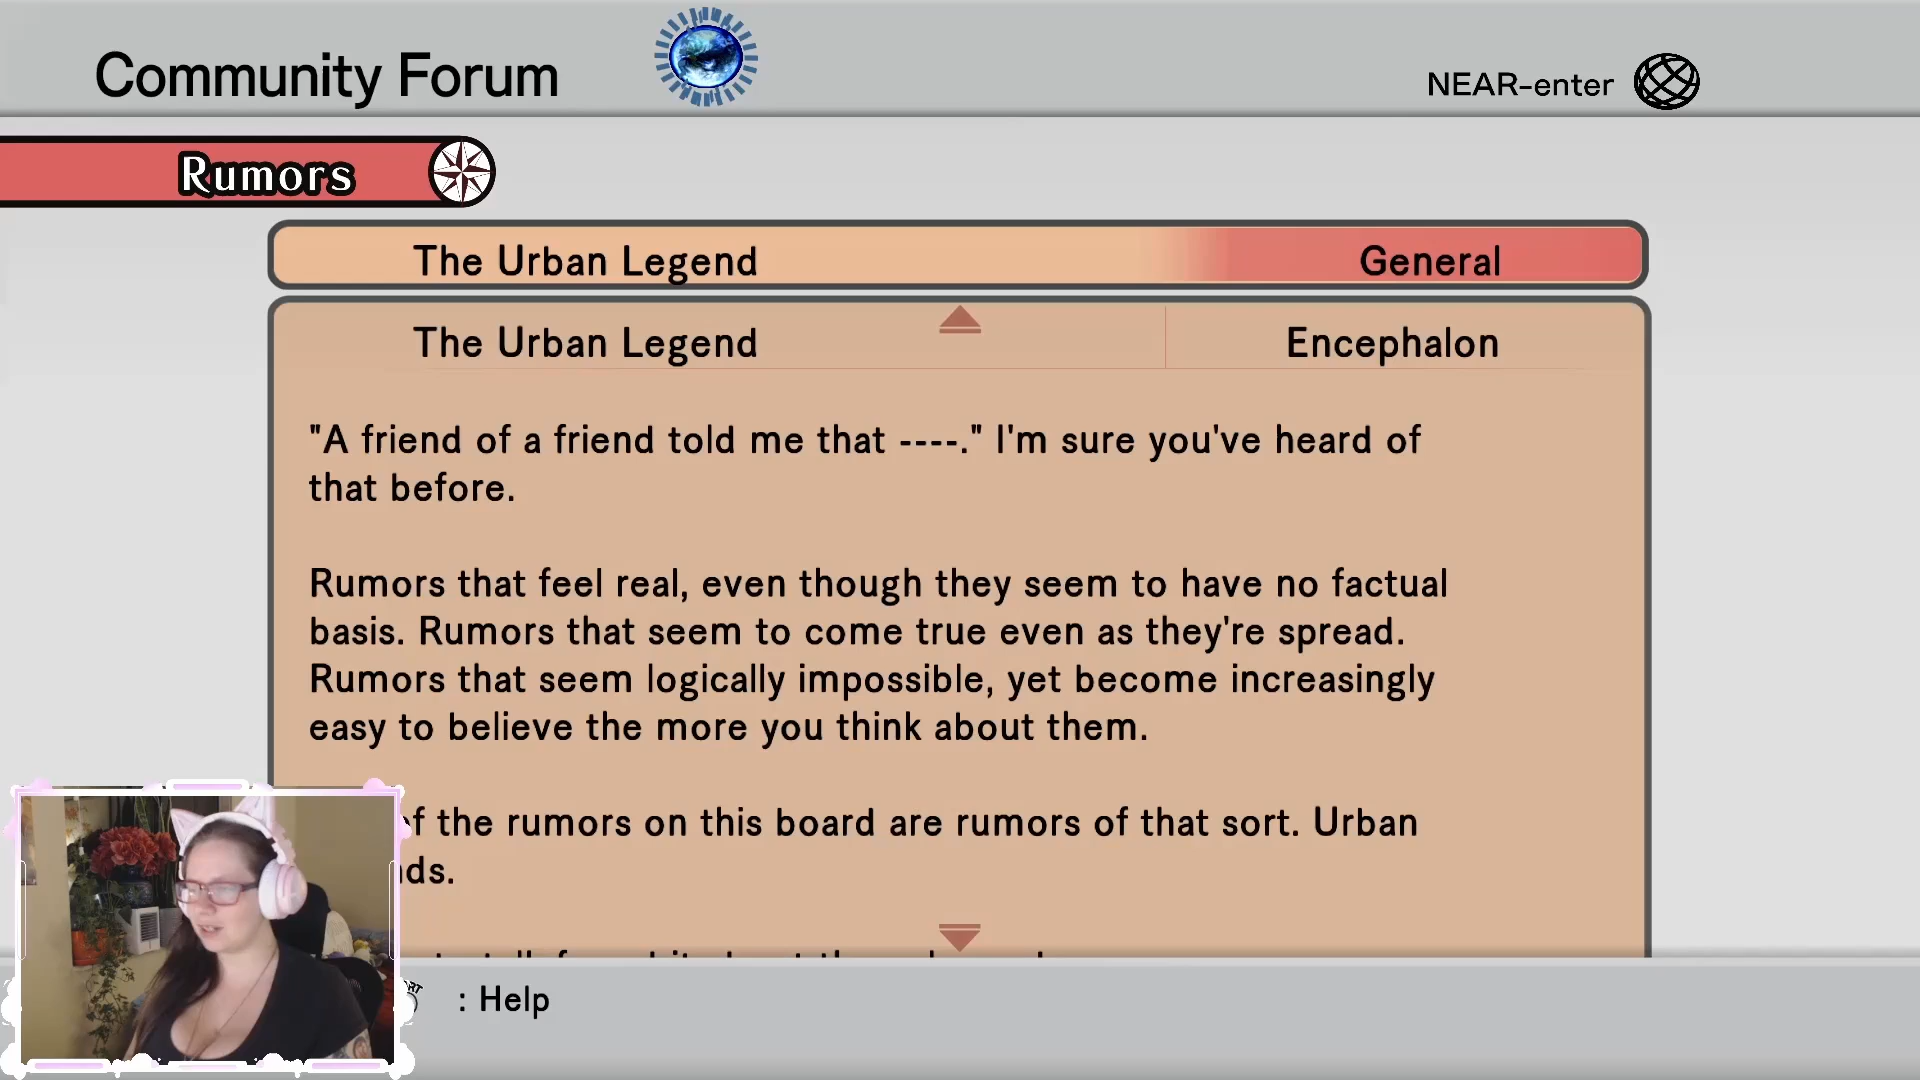 Community Forum
NEAR-enter
Rumors
The Urban Legend
General
The Urban Legend
Encephalon
"A friend of a friend told me that ----." I'm sure you've heard of
that before.
Rumors that feel real, even though they seem to have no factual
basis. Rumors that seem to come true even as they're spread.
Rumors that seem logically impossible, yet become increasingly
easy to believe the more you think about them.
the rumors on this board are rumors of that sort. Urban
: Help